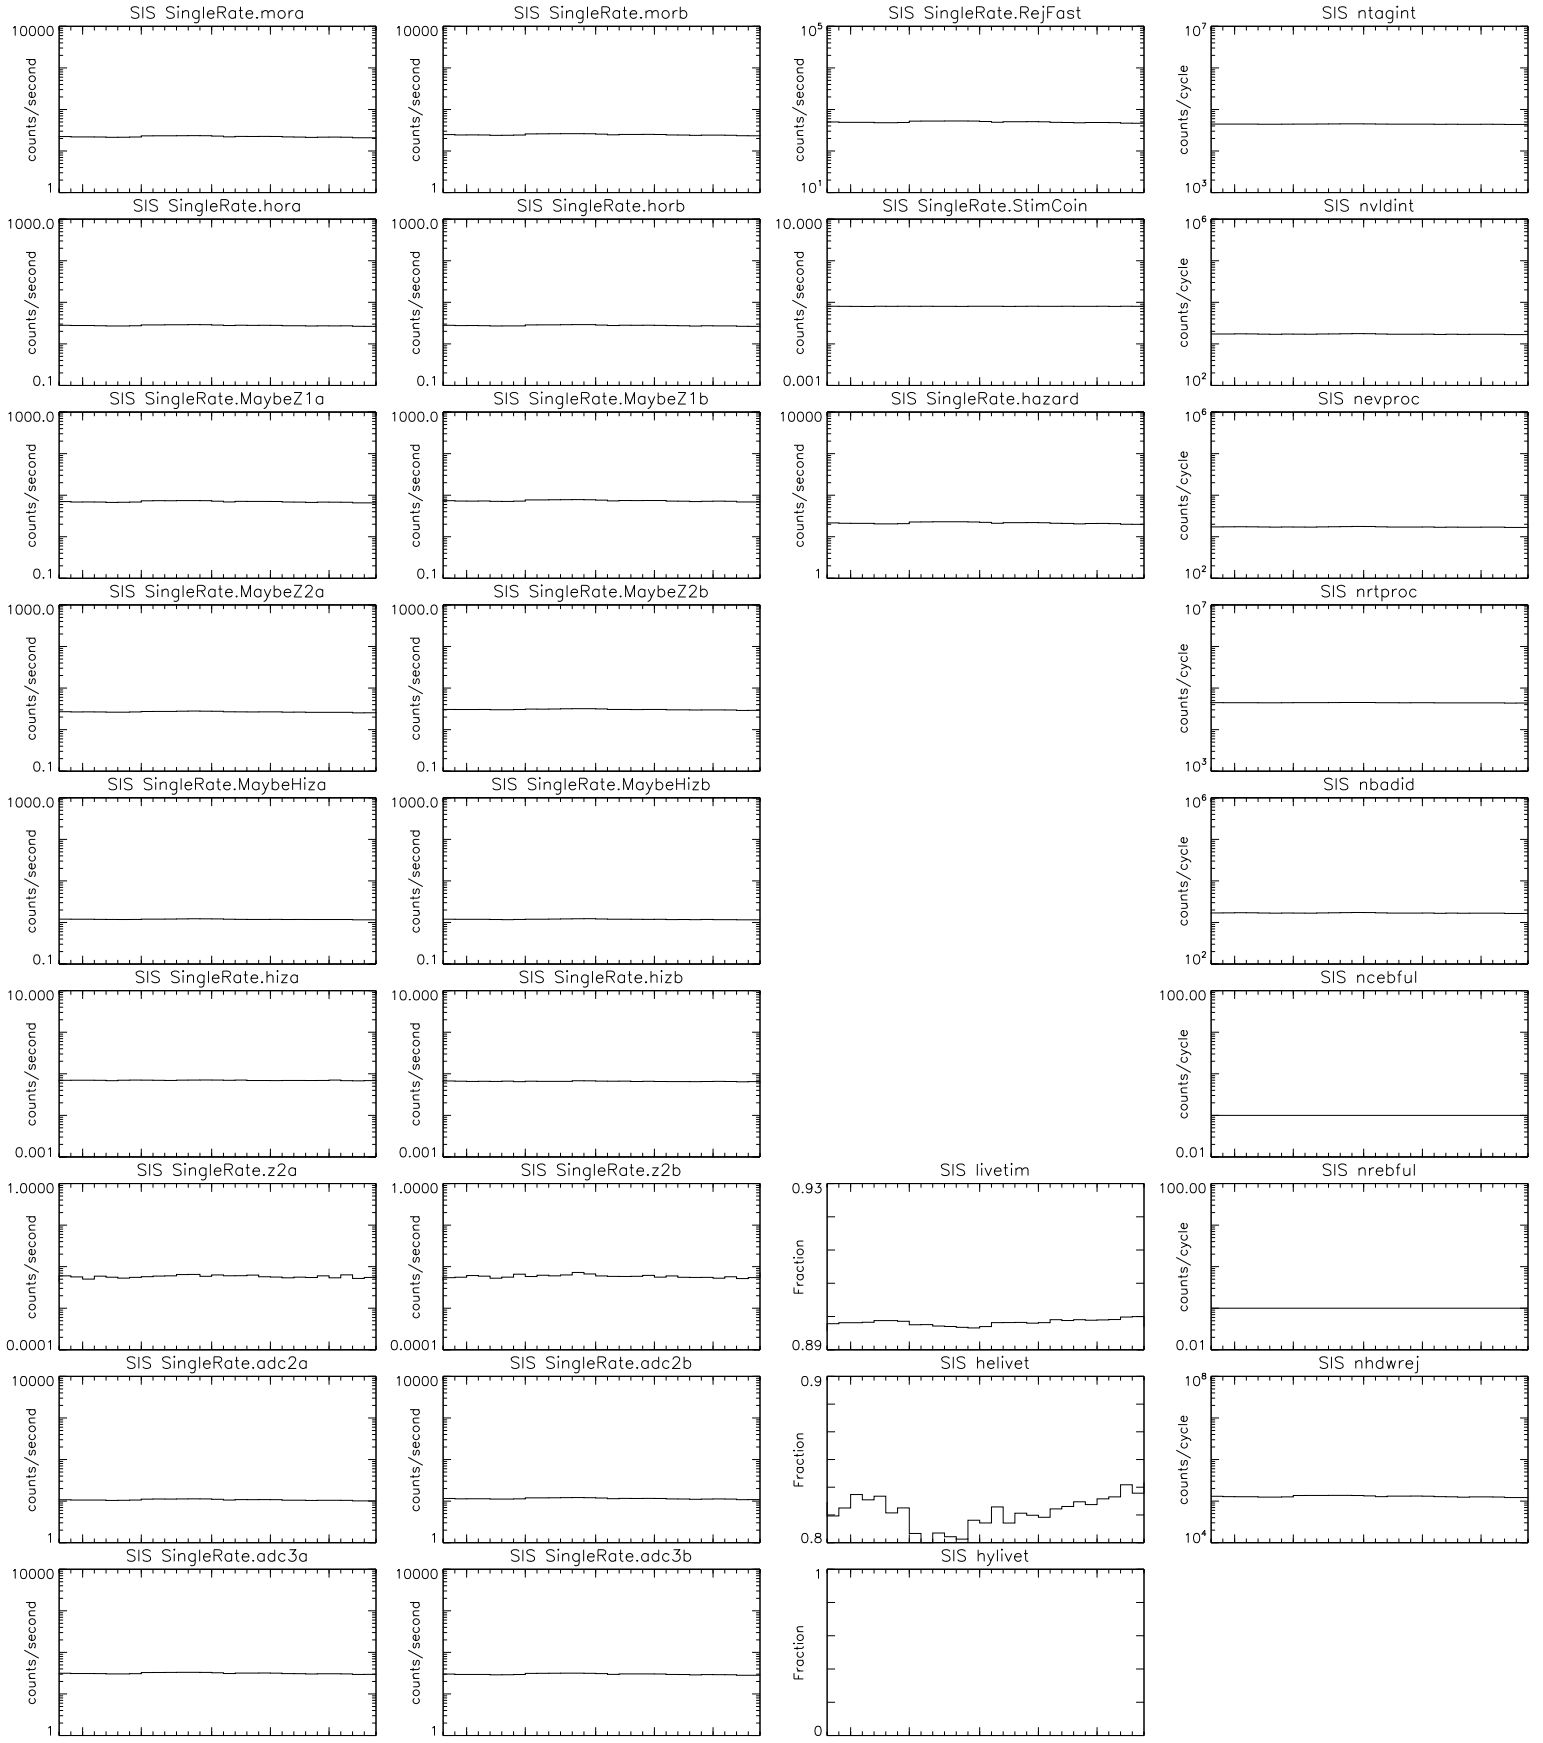 SIS SingleRate.mora
10000
counts/second
1
SIS SingleRate.morb
10000
counts/second
1
SIS SingleRate.RejFast
10^5
counts/second
10^1
SIS ntagint
10^7
counts/cycle
10^3
SIS SingleRate.hora
1000.0
counts/second
0.1
SIS SingleRate.horb
1000.0
counts/second
0.1
SIS SingleRate.StimCoin
10.000
counts/second
0.001
SIS nvldint
10^6
counts/cycle
10^2
SIS SingleRate.MaybeZ1a
1000.0
counts/second
0.1
SIS SingleRate.MaybeZ1b
1000.0
counts/second
0.1
SIS SingleRate.hazard
10000
counts/second
1
SIS nevproc
10^6
counts/cycle
10^2
SIS SingleRate.MaybeZ2a
1000.0
counts/second
0.1
SIS SingleRate.MaybeZ2b
1000.0
counts/second
0.1
SIS nrtproc
10^7
counts/cycle
10^3
SIS SingleRate.MaybeHiza
1000.0
counts/second
0.1
SIS SingleRate.MaybeHizb
1000.0
counts/second
0.1
SIS nbadid
10^6
counts/cycle
10^2
SIS SingleRate.hiza
10.000
counts/second
0.001
SIS SingleRate.hizb
10.000
counts/second
0.001
SIS ncebful
100.00
counts/cycle
0.01
SIS SingleRate.z2a
1.0000
counts/second
0.0001
SIS SingleRate.z2b
1.0000
counts/second
0.0001
SIS livetim
0.93
Fraction
0.89
SIS nrebful
100.00
counts/cycle
0.01
SIS SingleRate.adc2a
10000
counts/second
1
SIS SingleRate.adc2b
10000
counts/second
1
SIS helivet
0.9
Fraction
0.8
SIS nhdwrej
10^8
counts/cycle
10^4
SIS SingleRate.adc3a
10000
counts/second
1
SIS SingleRate.adc3b
10000
counts/second
1
SIS hylivet
1
Fraction
0